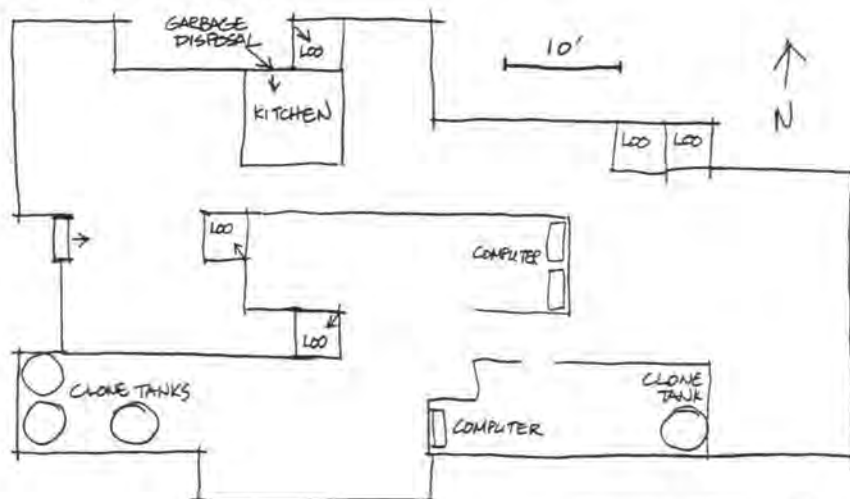 GARBAGE
DISPOSAL
LOO
10'
KITCHEN
N
LOO
LOO
LOO
COMPUTER
LOO
CLONE TANKS
CLONE
TANK
COMPUTER